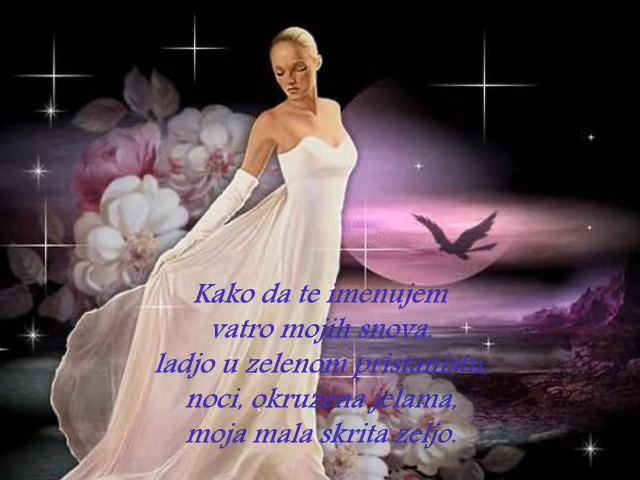 Kako da te imenujem
vatro mojih snova.
ladjo u zelenom pristanistu,
noci, okruzena jelama,
moja mala skrita zeljo.